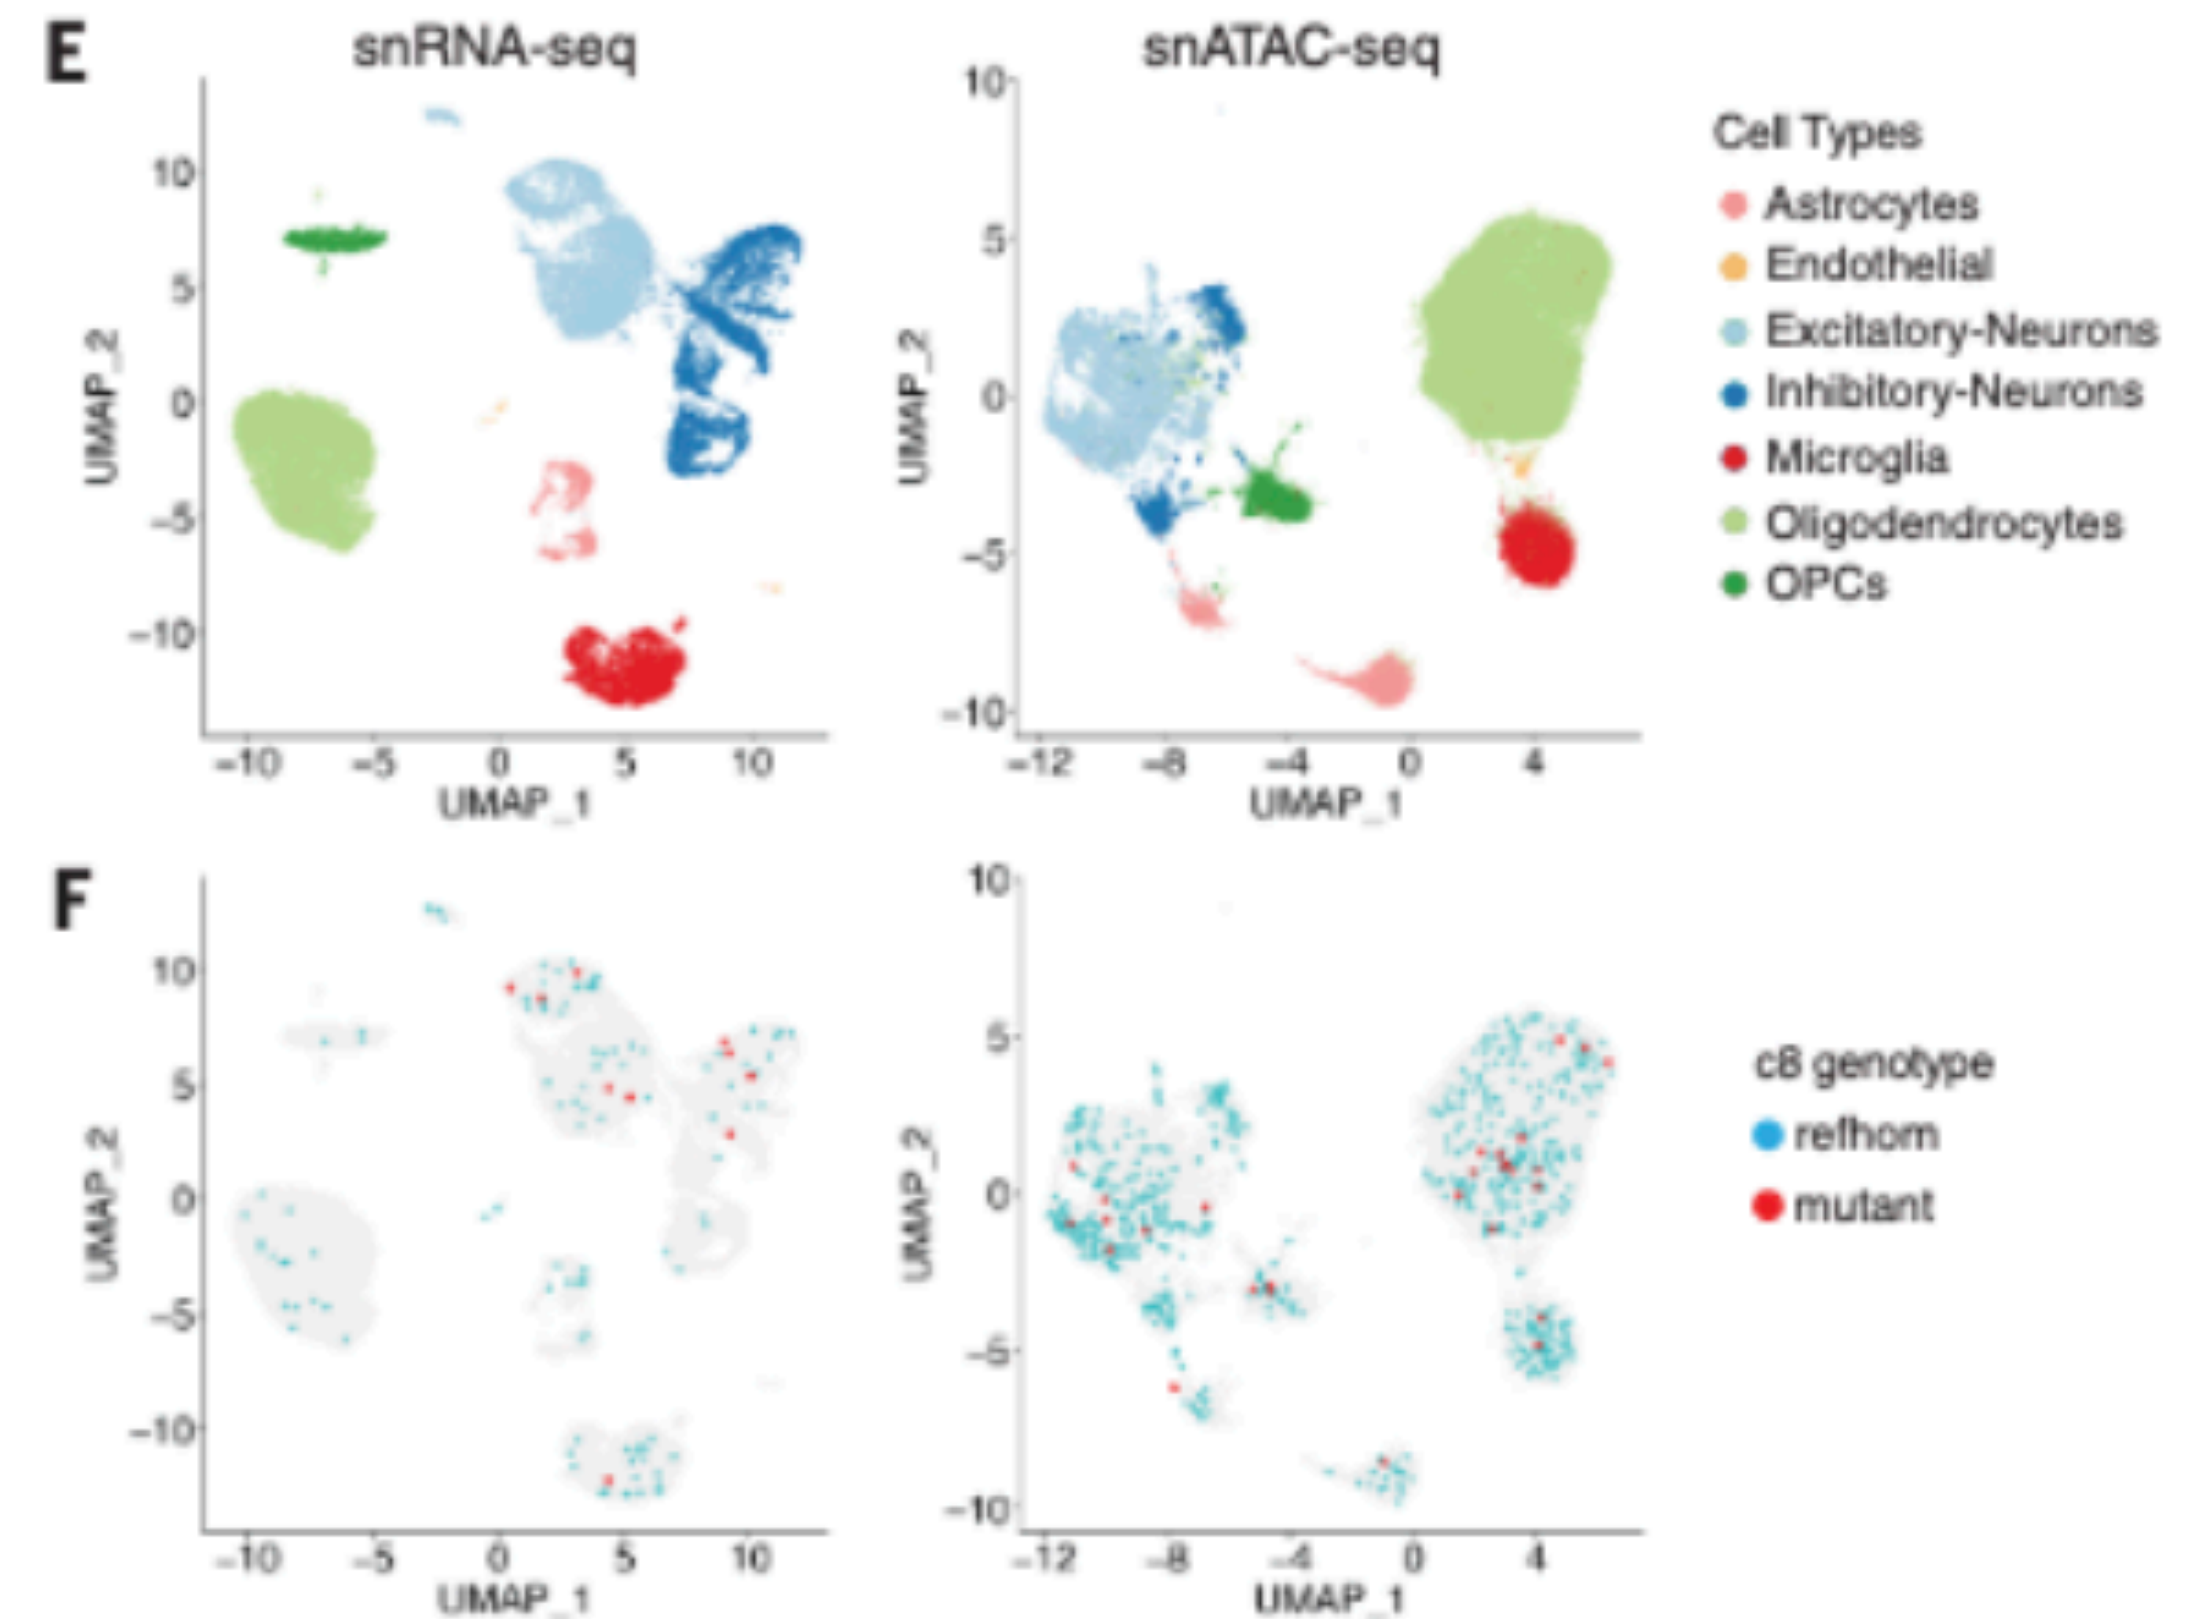 E
snRNA-seq
snATAC-seq
10
5
0
−5
−10
UMAP_2
−10 −5 0 5 10
UMAP_1
10
5
0
−5
−10
UMAP_2
−12 −8 −4 0 4
UMAP_1
Cell Types
Astrocytes
Endothelial
Excitatory-Neurons
Inhibitory-Neurons
Microglia
Oligodendrocytes
OPCs
F
10
5
0
−5
−10
UMAP_2
−10 −5 0 5 10
UMAP_1
10
5
0
−5
−10
UMAP_2
−12 −8 −4 0 4
UMAP_1
c8 genotype
refhom
mutant